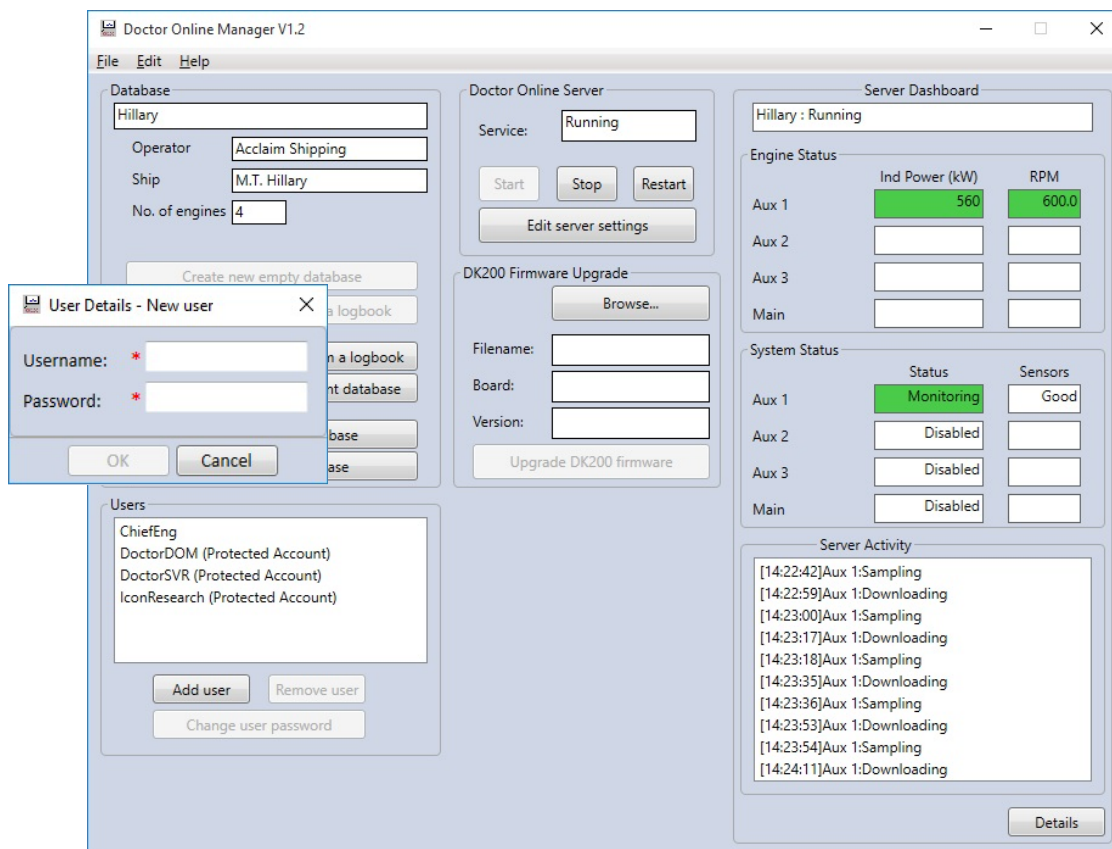 Doctor Online Manager V1.2
File Edit Help
Database
Hillary
Operator Acclaim Shipping
Ship M.T. Hillary
No. of engines 4
Create new empty database
a logbook
m a logbook
nt database
base
ase
User Details - New user
Username: *
Password: *
OK Cancel
Users
ChiefEng
DoctorDOM (Protected Account)
DoctorSVR (Protected Account)
IconResearch (Protected Account)
Add user Remove user
Change user password
Doctor Online Server
Service: Running
Start Stop Restart
Edit server settings
DK200 Firmware Upgrade
Browse...
Filename:
Board:
Version:
Upgrade DK200 firmware
Server Dashboard
Hillary : Running
Engine Status
Ind Power (kW) RPM
Aux 1 560 600.0
Aux 2
Aux 3
Main
System Status
Status Sensors
Aux 1 Monitoring Good
Aux 2 Disabled
Aux 3 Disabled
Main Disabled
Server Activity
[14:22:42]Aux 1:Sampling
[14:22:59]Aux 1:Downloading
[14:23:00]Aux 1:Sampling
[14:23:17]Aux 1:Downloading
[14:23:18]Aux 1:Sampling
[14:23:35]Aux 1:Downloading
[14:23:36]Aux 1:Sampling
[14:23:53]Aux 1:Downloading
[14:23:54]Aux 1:Sampling
[14:24:11]Aux 1:Downloading
Details